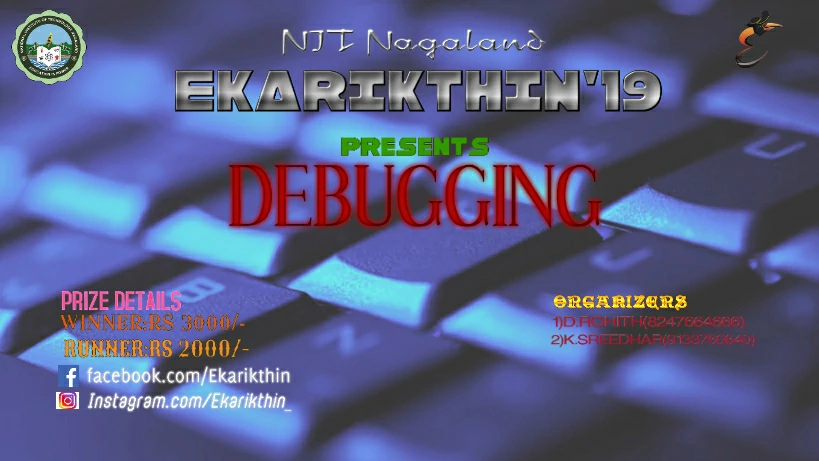 NIT Nagaland
EKARIKTHIN'19
PRESENTS
DEBUGGING
PRIZE DETAILS
WINNER:RS 3000/-
RUNNER:RS 2000/-
facebook.com/Ekarikthin
Instagram.com/Ekarikthin_
ORGANIZERS
1)D.ROHITH
2)K.SREEDHAR